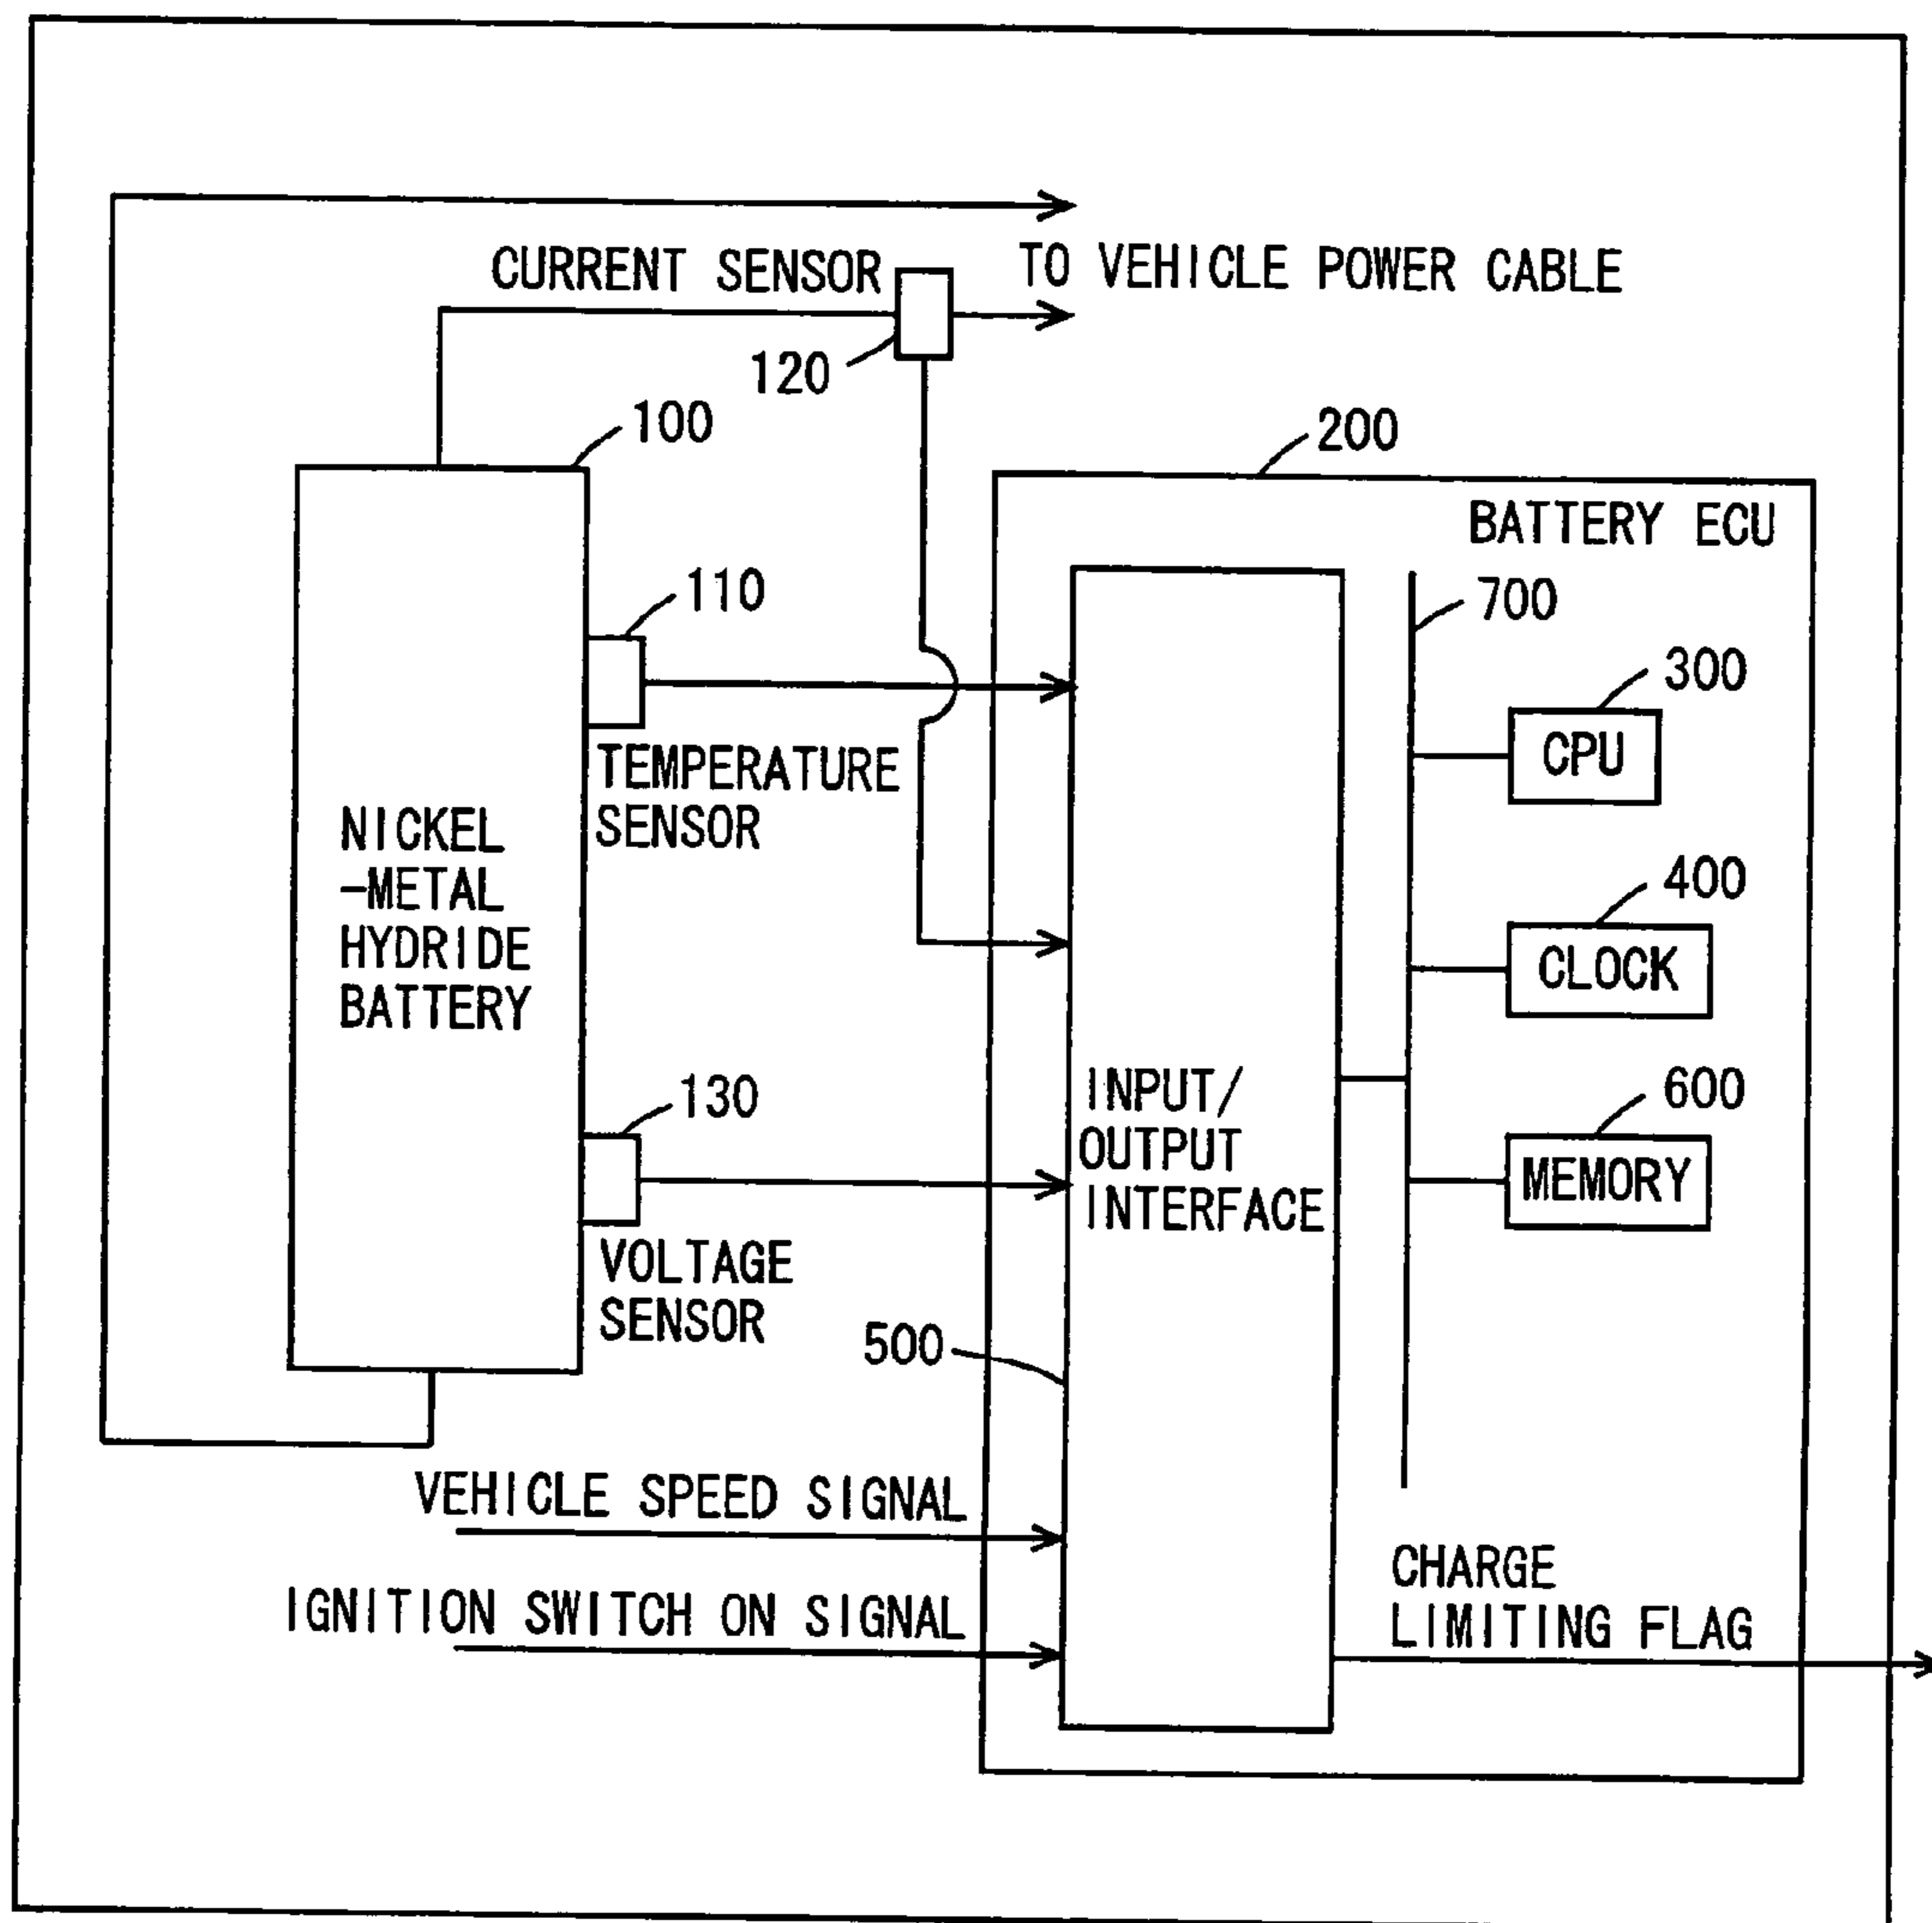 CURRENT SENSOR
TO VEHICLE POWER CABLE
120
100
200
BATTERY ECU
110
700
300
CPU
TEMPERATURE
SENSOR
NICKEL
-METAL
HYDRIDE
BATTERY
400
CLOCK
130
INPUT/
OUTPUT
INTERFACE
600
MEMORY
VOLTAGE
SENSOR
500
VEHICLE SPEED SIGNAL
IGNITION SWITCH ON SIGNAL
CHARGE
LIMITING FLAG